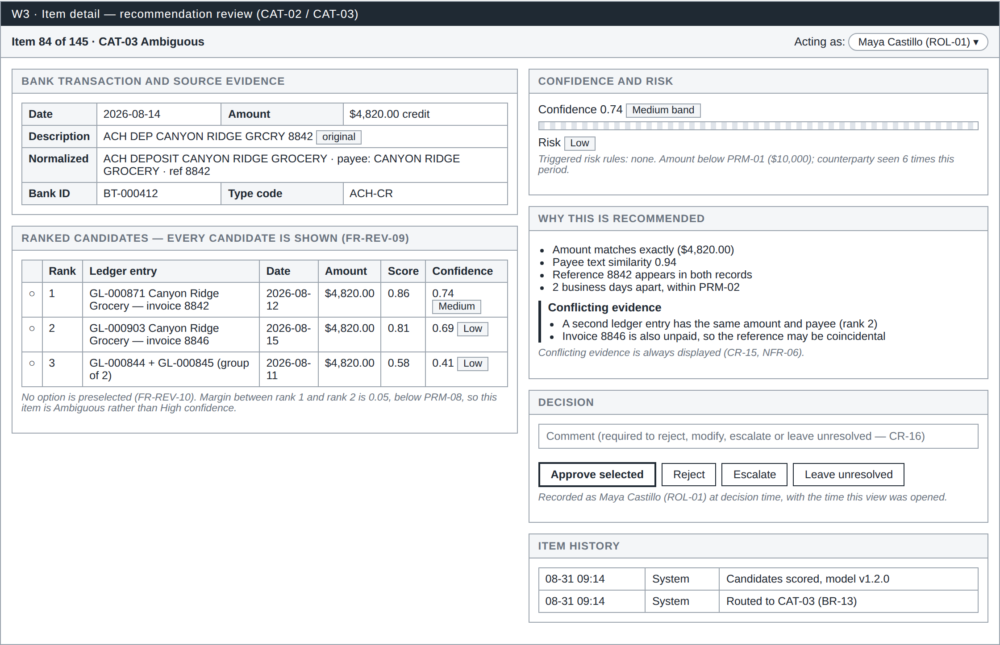 W3 · Item detail — recommendation review (CAT-02 / CAT-03)
Item 84 of 145 · CAT-03 Ambiguous
Acting as: Maya Castillo (ROL-01) ▾
BANK TRANSACTION AND SOURCE EVIDENCE
Date 2026-08-14 Amount $4,820.00 credit
Description ACH DEP CANYON RIDGE GRCRY 8842 original
Normalized ACH DEPOSIT CANYON RIDGE GROCERY · payee: CANYON RIDGE
GROCERY · ref 8842
Bank ID BT-000412 Type code ACH-CR
RANKED CANDIDATES — EVERY CANDIDATE IS SHOWN (FR-REV-09)
Rank Ledger entry Date Amount Score Confidence
○ 1 GL-000871 Canyon Ridge 2026-08- $4,820.00 0.86 0.74
Grocery — invoice 8842 12 Medium
○ 2 GL-000903 Canyon Ridge 2026-08- $4,820.00 0.81 0.69 Low
Grocery — invoice 8846 15
○ 3 GL-000844 + GL-000845 (group 2026-08- $4,820.00 0.58 0.41 Low
of 2) 11
No option is preselected (FR-REV-10). Margin between rank 1 and rank 2 is 0.05, below PRM-08, so this
item is Ambiguous rather than High confidence.
CONFIDENCE AND RISK
Confidence 0.74 Medium band
Risk Low
Triggered risk rules: none. Amount below PRM-01 ($10,000); counterparty seen 6 times this
period.
WHY THIS IS RECOMMENDED
• Amount matches exactly ($4,820.00)
• Payee text similarity 0.94
• Reference 8842 appears in both records
• 2 business days apart, within PRM-02
Conflicting evidence
• A second ledger entry has the same amount and payee (rank 2)
• Invoice 8846 is also unpaid, so the reference may be coincidental
Conflicting evidence is always displayed (CR-15, NFR-06).
DECISION
Comment (required to reject, modify, escalate or leave unresolved — CR-16)
Approve selected Reject Escalate Leave unresolved
Recorded as Maya Castillo (ROL-01) at decision time, with the time this view was opened.
ITEM HISTORY
08-31 09:14 System Candidates scored, model v1.2.0
08-31 09:14 System Routed to CAT-03 (BR-13)